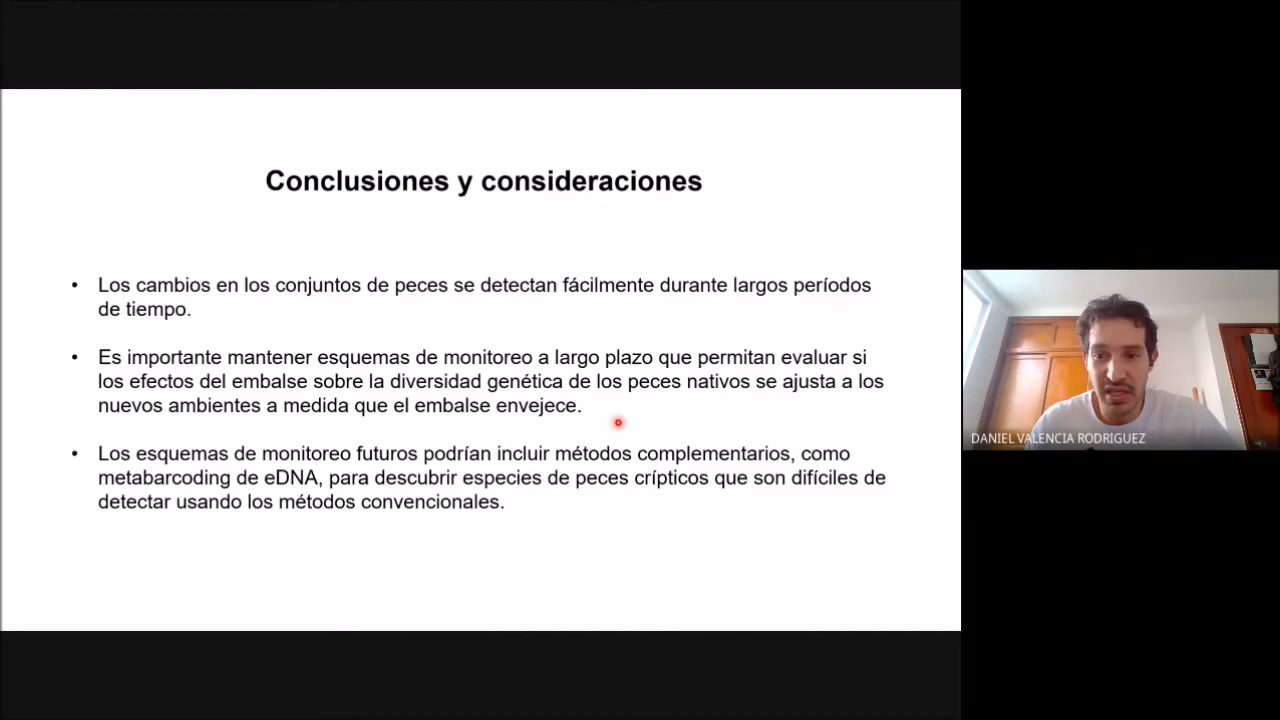 Conclusiones y consideraciones
• Los cambios en los conjuntos de peces se detectan fácilmente durante largos períodos
de tiempo.
• Es importante mantener esquemas de monitoreo a largo plazo que permitan evaluar si
los efectos del embalse sobre la diversidad genética de los peces nativos se ajusta a los
nuevos ambientes a medida que el embalse envejece.
• Los esquemas de monitoreo futuros podrían incluir métodos complementarios, como
metabarcoding de eDNA, para descubrir especies de peces crípticos que son difíciles de
detectar usando los métodos convencionales.
DANIEL VALENCIA RODRIGUEZ